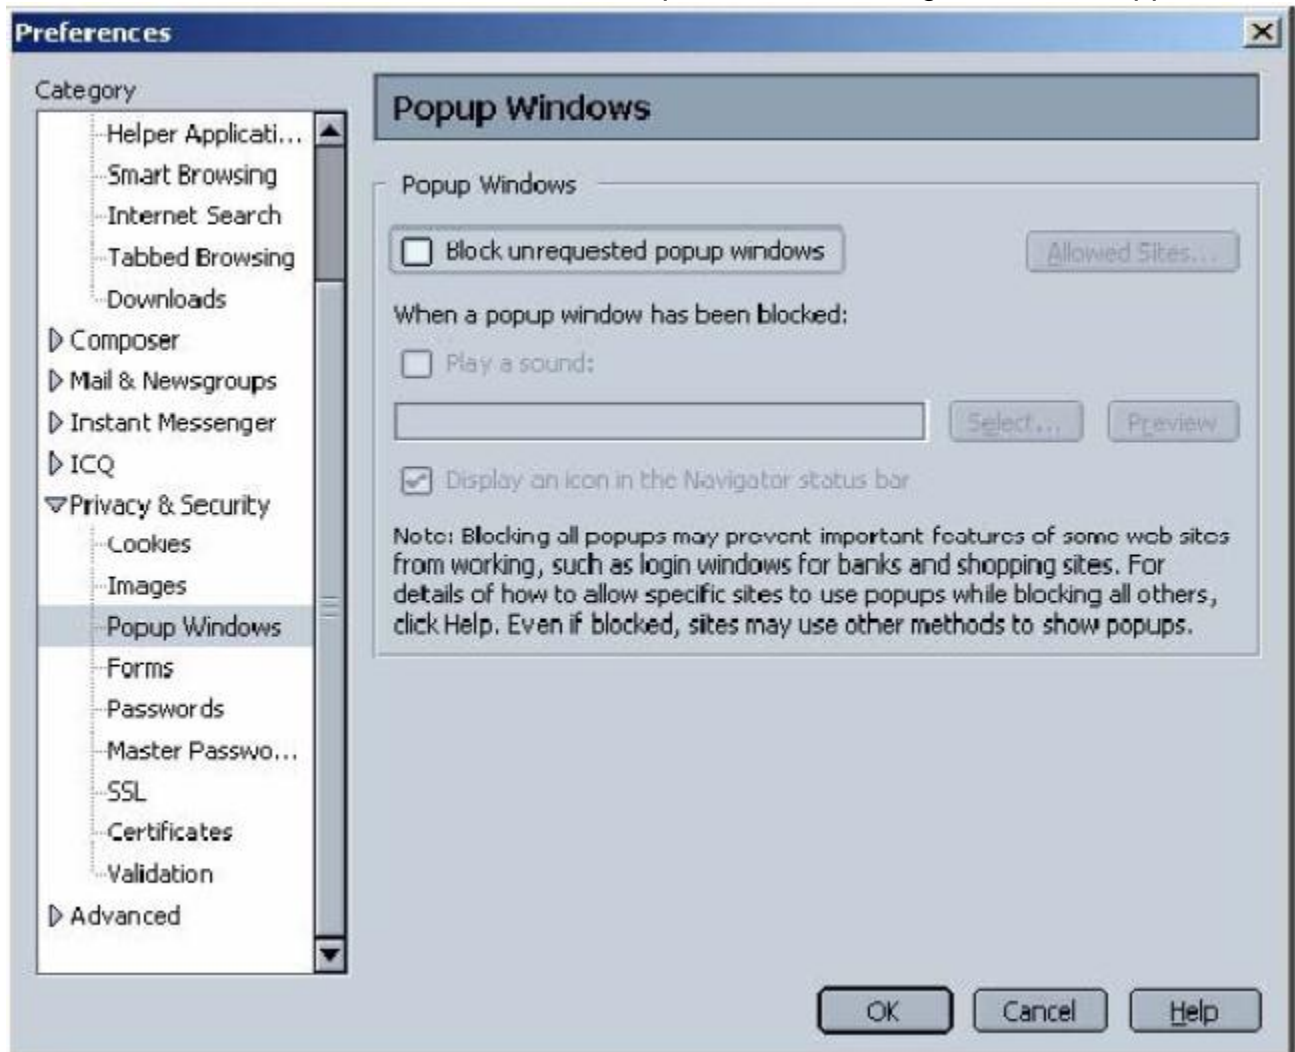 Preferences
Category
Helper Applicati...
Smart Browsing
Internet Search
Tabbed Browsing
Downloads
Composer
Mail & Newsgroups
Instant Messenger
ICQ
Privacy & Security
Cookies
Images
Popup Windows
Forms
Passwords
Master Passwo...
SSL
Certificates
Validation
Advanced
Popup Windows
Popup Windows
Block unrequested popup windows
Allowed Sites...
When a popup window has been blocked:
Play a sound:
Select...
Preview
Display an icon in the Navigator status bar
Note: Blocking all popups may prevent important features of some web sites
from working, such as login windows for banks and shopping sites. For
details of how to allow specific sites to use popups while blocking all others,
click Help. Even if blocked, sites may use other methods to show popups.
OK
Cancel
Help